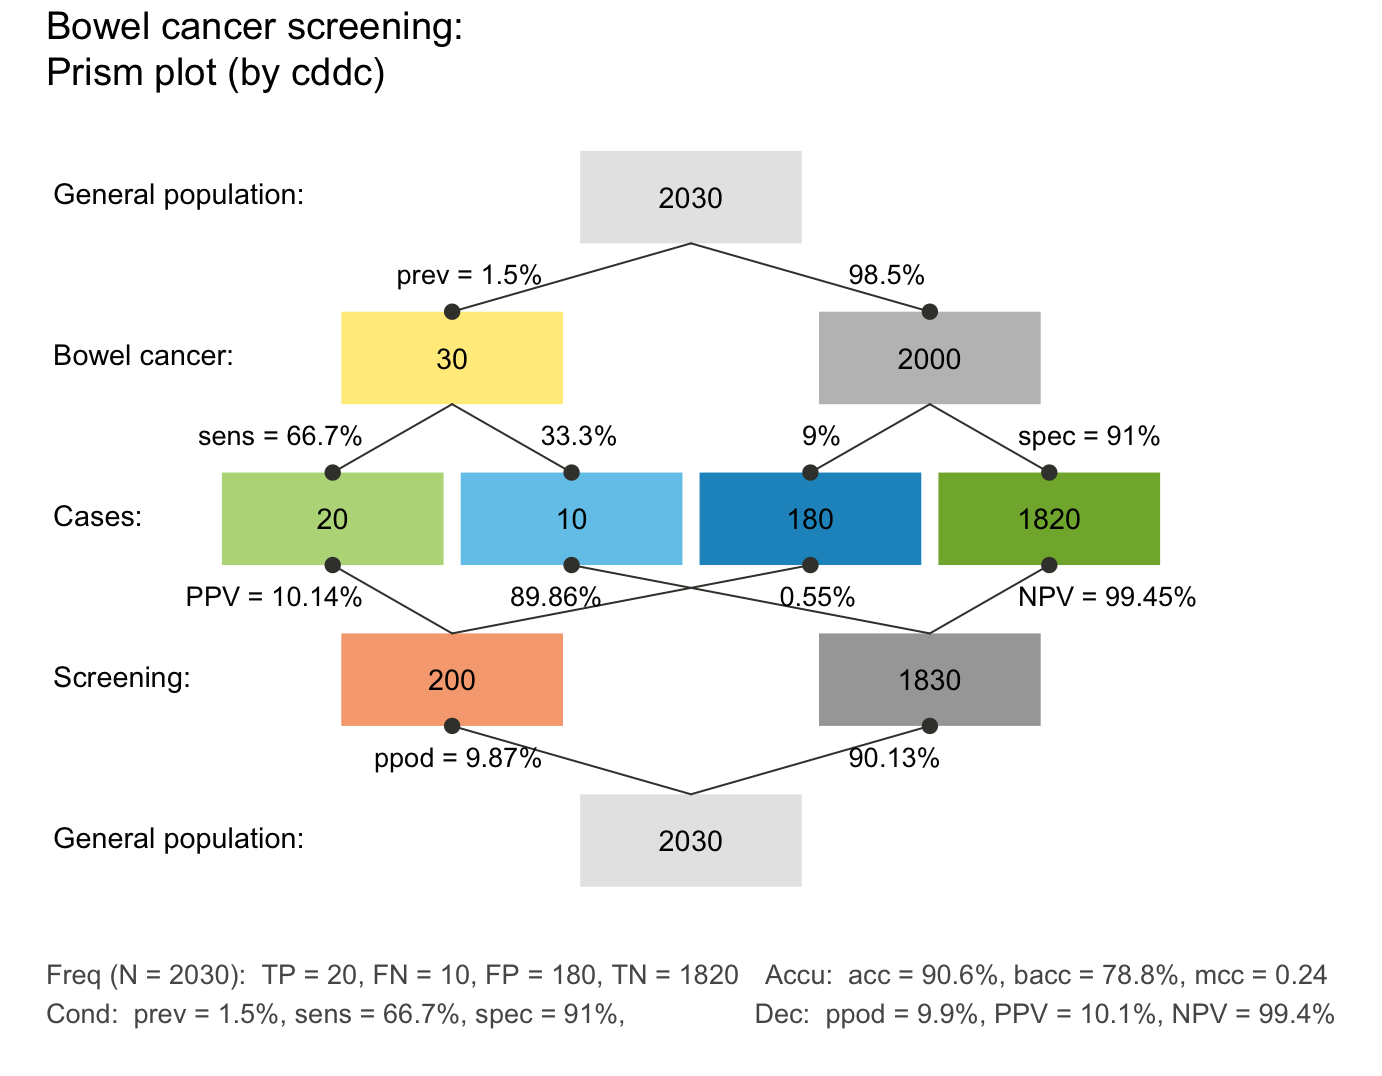 Bowel cancer screening:
Prism plot (by cddc)
General population:
2030
prev = 1.5%
98.5%
Bowel cancer:
30
2000
sens = 66.7%
33.3%
9%
spec = 91%
Cases:
20
10
180
1820
PPV = 10.14%
89.86%
0.55%
NPV = 99.45%
Screening:
200
1830
ppod = 9.87%
90.13%
General population:
2030
Freq (N = 2030):  TP = 20, FN = 10, FP = 180, TN = 1820    Accu:  acc = 90.6%, bacc = 78.8%, mcc = 0.24
Cond:  prev = 1.5%, sens = 66.7%, spec = 91%,    Dec:  ppod = 9.9%, PPV = 10.1%, NPV = 99.4%